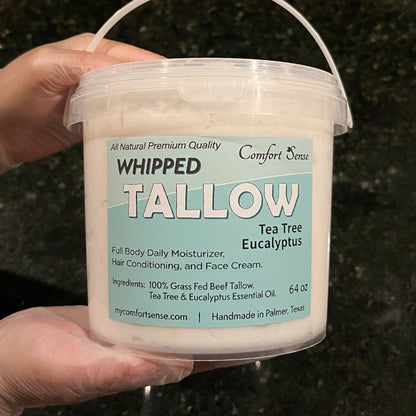 All Natural Premium Quality
Comfort Sense
WHIPPED
TALLOW
Tea Tree
Eucalyptus
Full Body Daily Moisturizer,
Hair Conditioning, and Face Cream.
Ingredients: 100% Grass Fed Beef Tallow,
Tea Tree & Eucalyptus Essential Oil.
64 oz
mycomfortsense.com | Handmade in Palmer, Texas